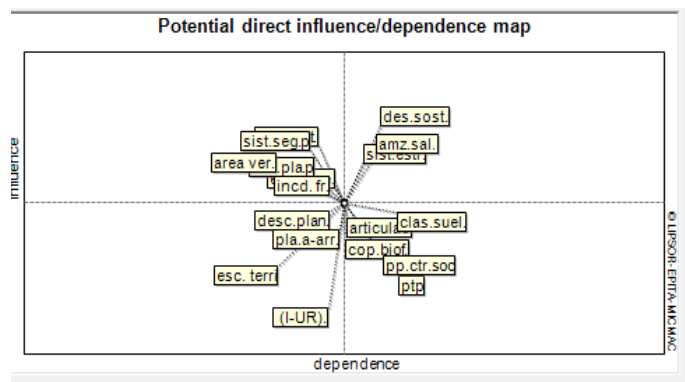 Potential direct influence/dependence map
influence
des.sost.
sist.seg.p
t.
amz.sal.
sist.estr.
area ver.
pla.p
incd. fr.
desc.plan.
articulac
clas.suel.
pla.a-arr.
cop.biof.
pp.ctr.soc
esc. terri
ptp
(I-UR).
dependence
© LIPSOR-EPITA-MICMAC